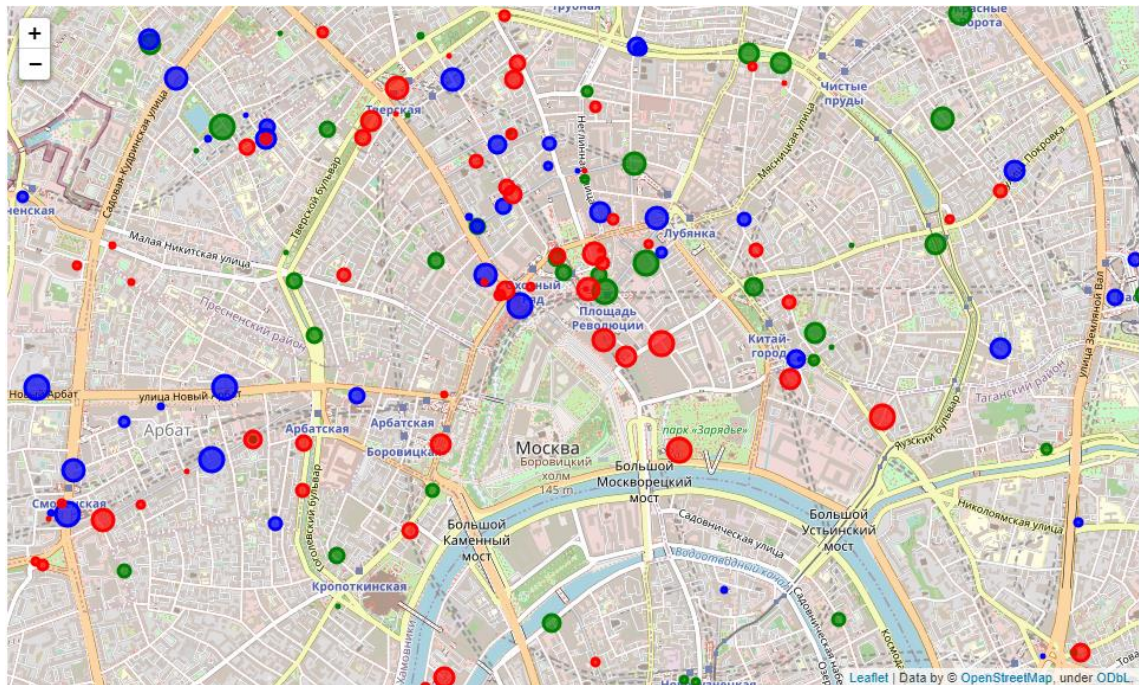 +
−
Трубная
Тверская
Чистые
пруды
Садовая-Кудринская улица
Тверской бульвар
Неглинная улица
Мясницкая улица
Покровка
Малая Никитская улица
Лубянка
Пресненский район
Площадь
Революции
Китай-
город
улица Земляной Вал
Таганский район
Новый Арбат
улица Новый Арбат
Арбат
Арбатская
Арбатская
Боровицкая
Москва
Боровицкий
холм
145 m
парк «Зарядье»
Яузский бульвар
Большой
Москворецкий
мост
Смоленская
Гоголевский бульвар
Большой
Каменный
мост
Садовническая улица
Большой
Устьинский
мост
Николоямская улица
Водоотводный канал
Кропоткинская
Leaflet | Data by © OpenStreetMap, under ODbL.